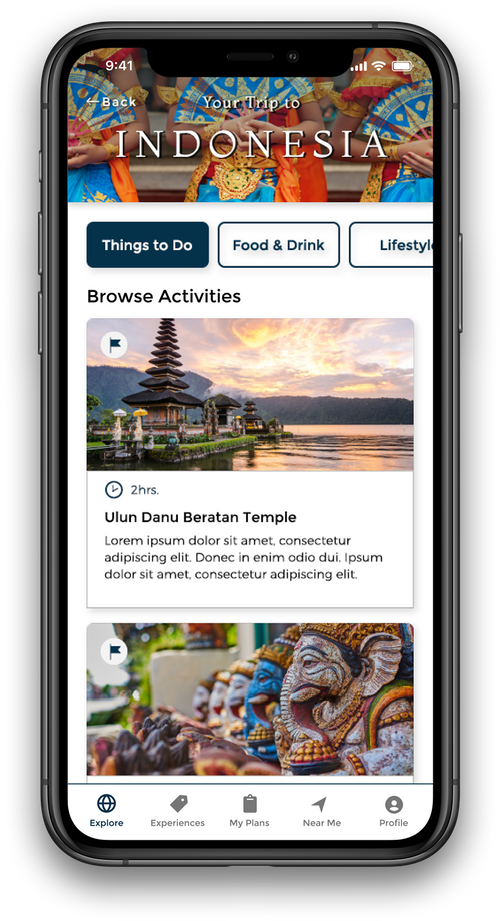 9:41
←Back
Your Trip to
INDONESIA
Things to Do
Food & Drink
Lifestyle
Browse Activities
2hrs.
Ulun Danu Beratan Temple
Lorem ipsum dolor sit amet, consectetur
adipiscing elit. Donec in enim odio dui. Ipsum
dolor sit amet, consectetur adipiscing elit.
Explore
Experiences
My Plans
Near Me
Profile